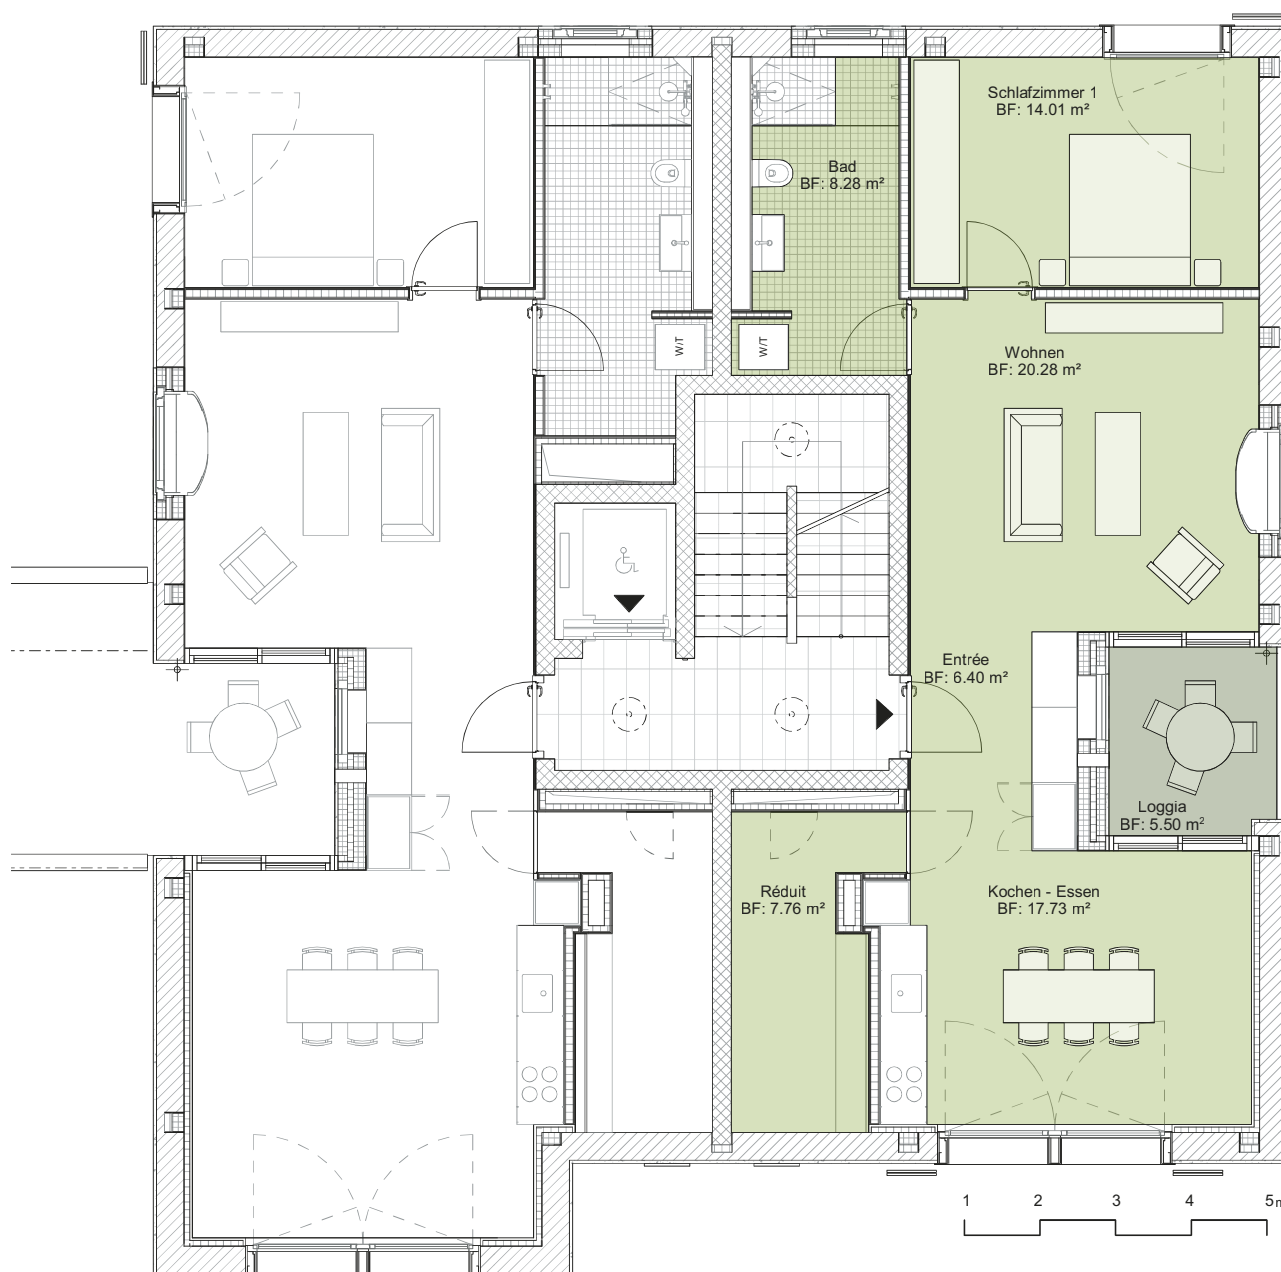 Schlafzimmer 1
BF: 14.01 m²
Bad
BF: 8.28 m²
W/T
W/T
Wohnen
BF: 20.28 m²
Entrée
BF: 6.40 m²
Loggia
BF: 5.50 m²
Réduit
BF: 7.76 m²
Kochen - Essen
BF: 17.73 m²
1 2 3 4 5m